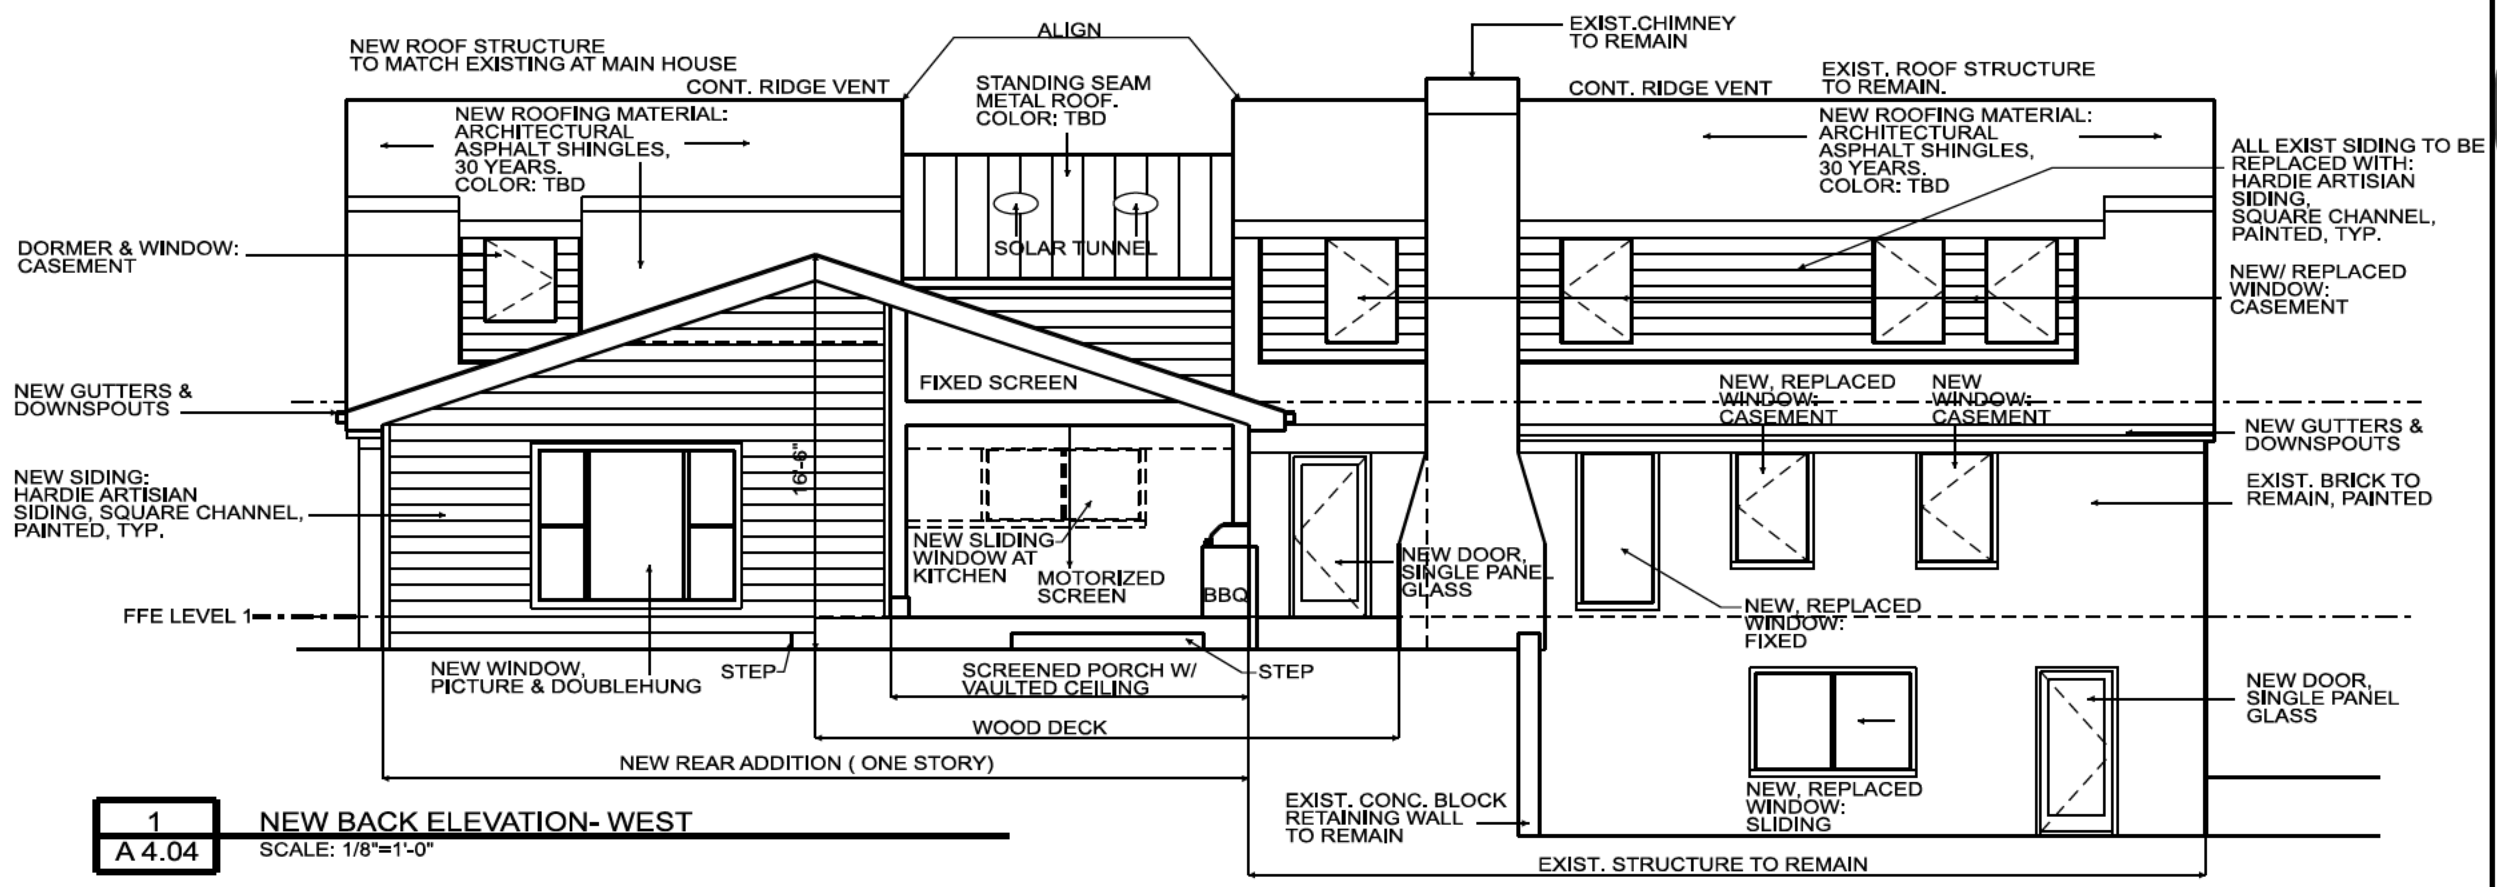 ALIGN
EXIST.CHIMNEY
TO REMAIN
NEW ROOF STRUCTURE
TO MATCH EXISTING AT MAIN HOUSE
CONT. RIDGE VENT
STANDING SEAM
METAL ROOF.
COLOR: TBD
CONT. RIDGE VENT
EXIST. ROOF STRUCTURE
TO REMAIN.
NEW ROOFING MATERIAL:
ARCHITECTURAL
ASPHALT SHINGLES,
30 YEARS.
COLOR: TBD
NEW ROOFING MATERIAL:
ARCHITECTURAL
ASPHALT SHINGLES,
30 YEARS.
COLOR: TBD
ALL EXIST SIDING TO BE
REPLACED WITH:
HARDIE ARTISIAN
SIDING,
SQUARE CHANNEL,
PAINTED, TYP.
DORMER & WINDOW:
CASEMENT
SOLAR TUNNEL
NEW/ REPLACED
WINDOW:
CASEMENT
NEW GUTTERS &
DOWNSPOUTS
FIXED SCREEN
NEW, REPLACED
WINDOW:
CASEMENT
NEW
WINDOW:
CASEMENT
NEW GUTTERS &
DOWNSPOUTS
NEW SIDING:
HARDIE ARTISIAN
SIDING, SQUARE CHANNEL,
PAINTED, TYP.
16'-6"
EXIST. BRICK TO
REMAIN, PAINTED
NEW SLIDING
WINDOW AT
KITCHEN
MOTORIZED
SCREEN
BBQ
NEW DOOR,
SINGLE PANEL
GLASS
FFE LEVEL 1
NEW, REPLACED
WINDOW:
FIXED
NEW WINDOW,
PICTURE & DOUBLEHUNG
STEP
SCREENED PORCH W/
VAULTED CEILING
STEP
NEW DOOR,
SINGLE PANEL
GLASS
WOOD DECK
NEW REAR ADDITION ( ONE STORY)
NEW, REPLACED
WINDOW:
SLIDING
EXIST. CONC. BLOCK
RETAINING WALL
TO REMAIN
1
NEW BACK ELEVATION- WEST
A 4.04
SCALE: 1/8"=1'-0"
EXIST. STRUCTURE TO REMAIN